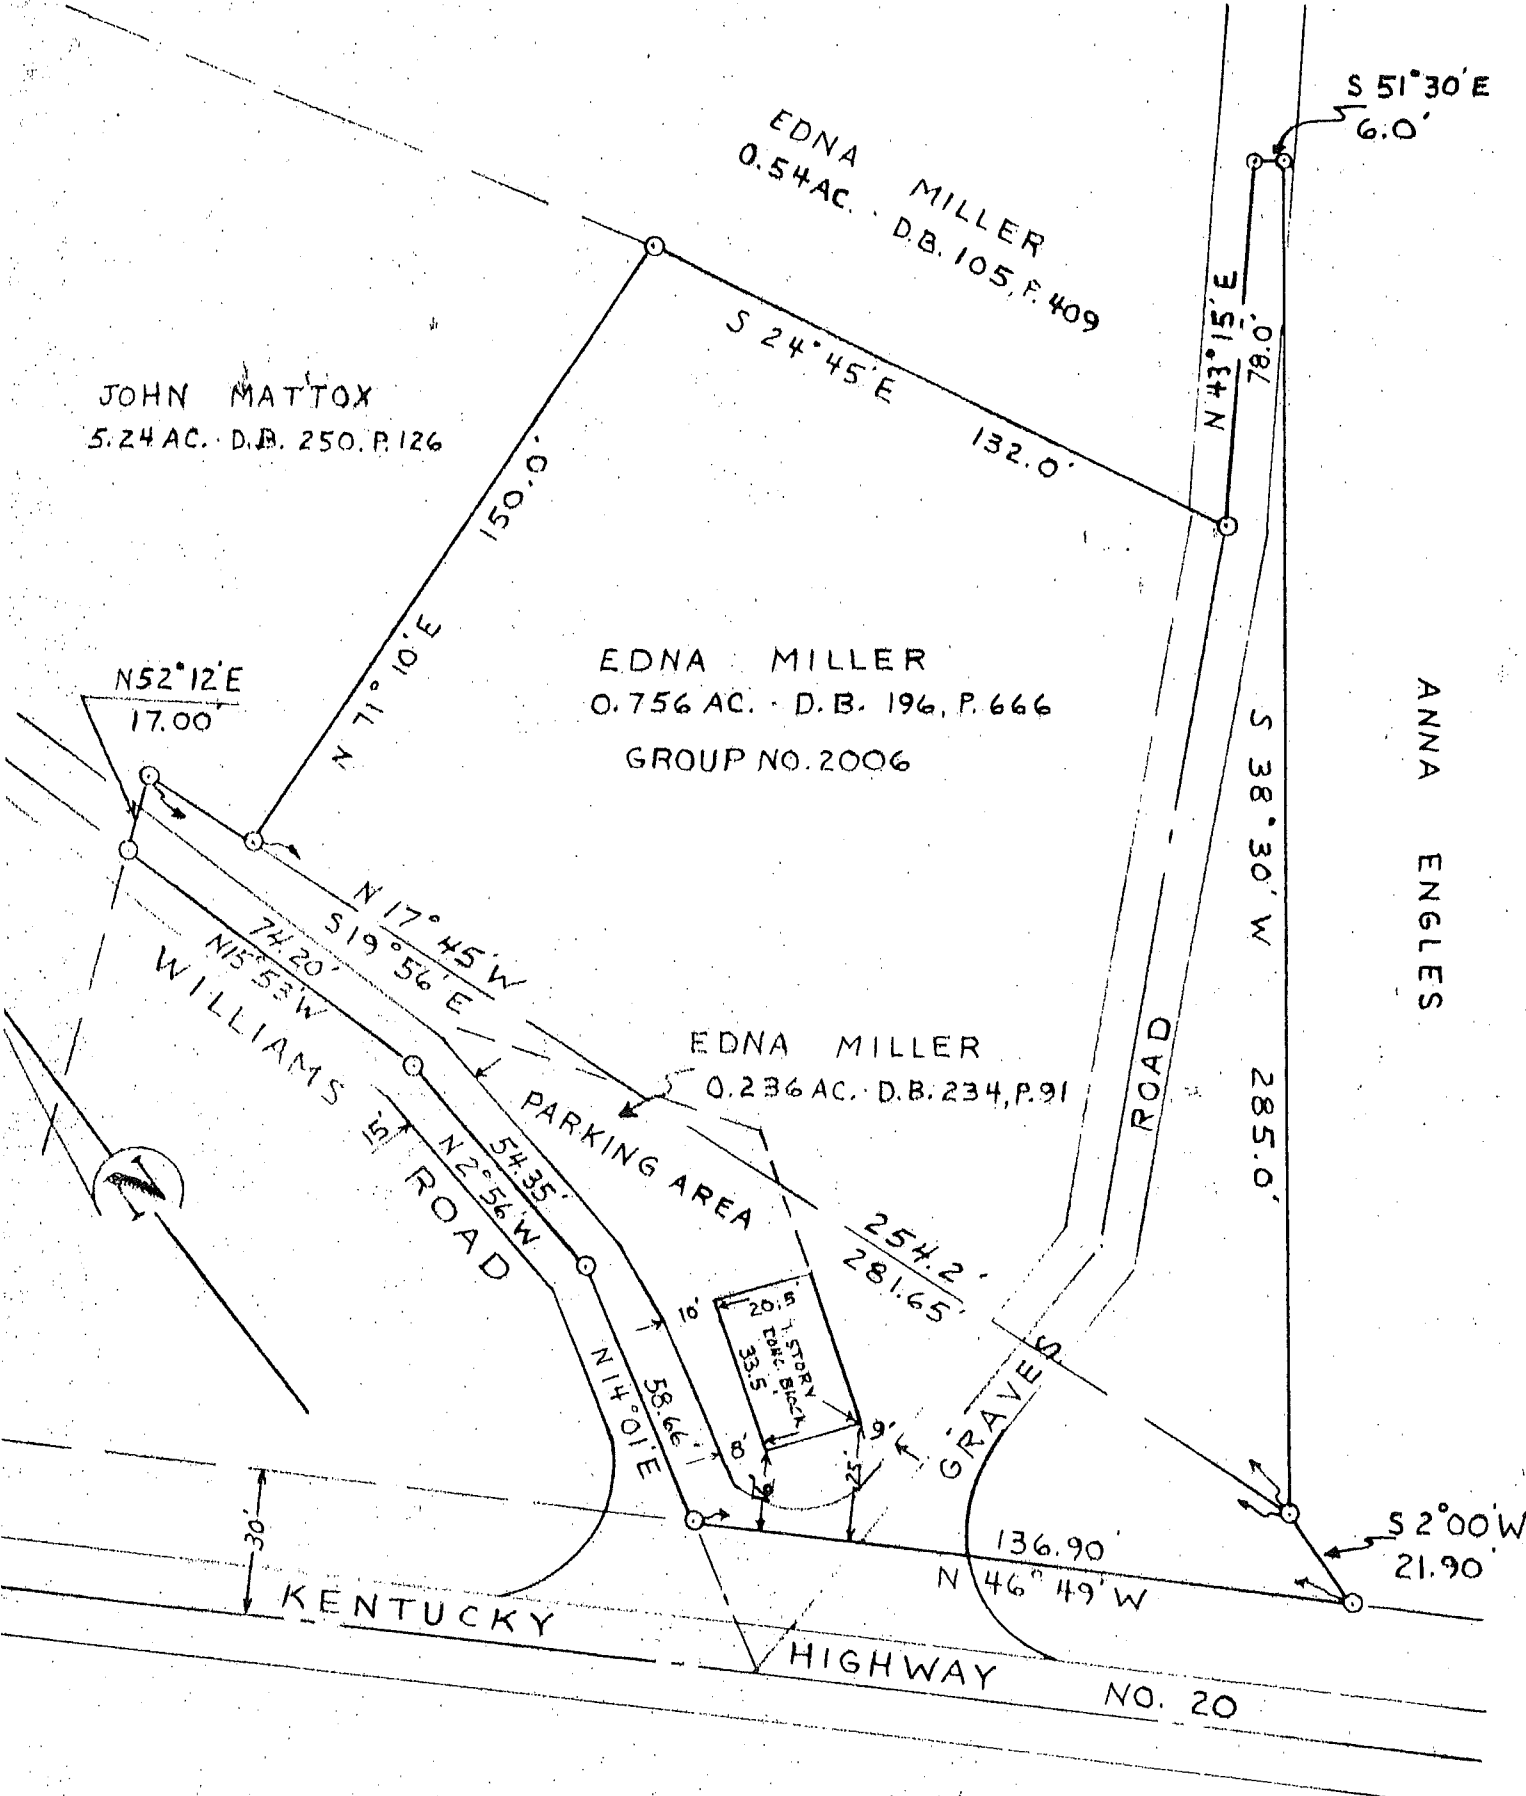 S 51°30'E
6.0'
EDNA MILLER
0.54 AC. · D.B. 105, P. 409
S 24°45'E
132.0'
N 43°15'E
78.0'
JOHN MATTOX
5.24 AC. · D.B. 250. P. 126
150.0'
N 71°10'E
N52°12'E
17.00'
EDNA MILLER
0.756 AC. · D.B. 196, P. 666
GROUP NO. 2006
S 38°30' W 285.0'
ANNA ENGLES
N 17°45'W
S 19°56'E
74.20'
N15°53'W
WILLIAMS ROAD
15'
EDNA MILLER
0.236 AC. · D.B. 234, P. 91
PARKING AREA
54.35'
N 2°56'W
254.2'
281.65'
GRAVES ROAD
10'
20.5'
1. STORY
CONC. BLOCK
33.5'
N 14°01'E
58.66'
8'
9'
25'
N
30'
136.90'
N 46°49'W
S 2°00'W
21.90'
KENTUCKY HIGHWAY NO. 20